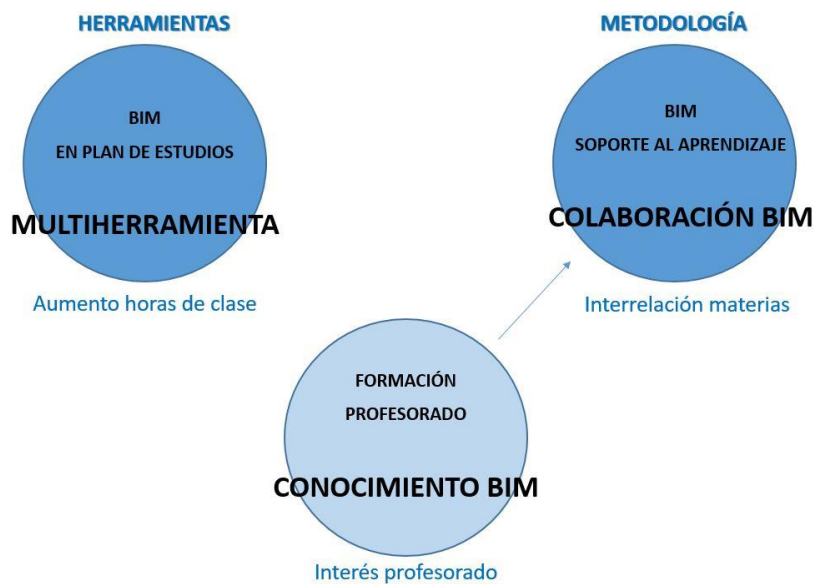 HERRAMIENTAS
BIM
EN PLAN DE ESTUDIOS
MULTIHERRAMIENTA
Aumento horas de clase
METODOLOGÍA
BIM
SOPORTE AL APRENDIZAJE
COLABORACIÓN BIM
Interrelación materias
FORMACIÓN
PROFESORADO
CONOCIMIENTO BIM
Interés profesorado